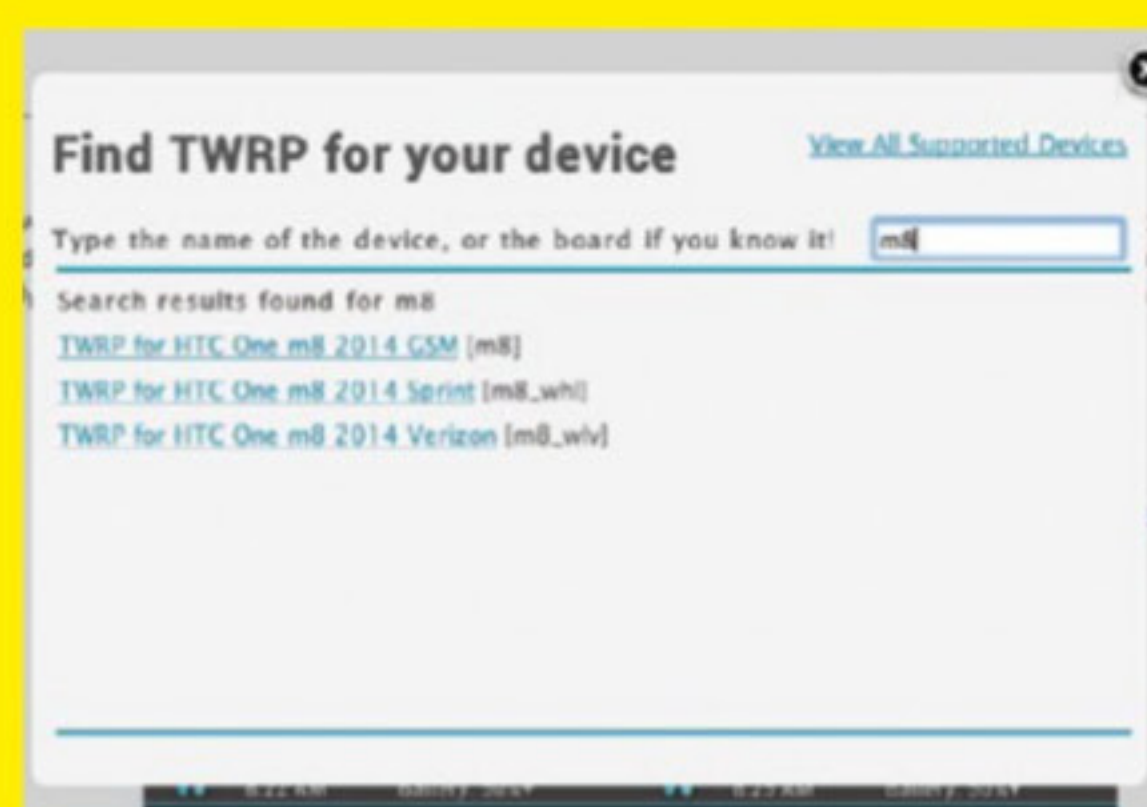 Find TWRP for your device
View All Supported Devices
Type the name of the device, or the board if you know it!
m8
Search results found for m8
TWRP for HTC One m8 2014 GSM [m8]
TWRP for HTC One m8 2014 Sprint [m8_whl]
TWRP for HTC One m8 2014 Verizon [m8_wlv]